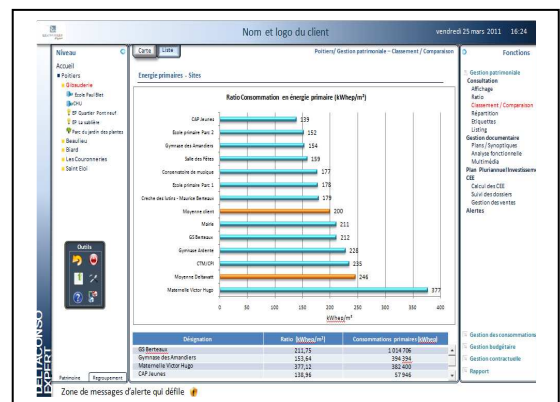 Nom et logo du client
vendredi 25 mars 2011 16:24
Niveau
Accueil
Poitiers
Gibauderie
Ecole Paul Blet
CHU
EP Quartier Pont neuf
EP La cablière
Parc du jardin des plantes
Beaulieu
Biard
Les Couronneries
Saint Eloi
Outils
Patrimoine
Regroupement
DELTACONSO
EXPERT
Carte
Liste
Poitiers/ Gestion patrimoniale – Classement / Comparaison
Energie primaires - Sites
Ratio Consommation en énergie primaire (kWhep/m²)
CAP Jeunes 139
Ecole primaire Parc 2 152
Gymnase des Amandiers 154
Salle des Fêtes 159
Conservatoire de musique 177
Ecole primaire Parc 1 178
Creche des lutins - Maurice Berteaux 179
Moyenne client 200
Mairie 211
GS Berteaux 212
Gymnase Aidante 228
CTM/CPI 235
Moyenne Deltawatt 246
Maternelle Victor Hugo 377
0 50 100 150 200 250 300 350 400
kWhep/m²
Désignation Ratio (kWhep/m²) Consommations primaires (kWhep)
GS Berteaux 211,75 1 014 706
Gymnase des Amandiers 153,64 394 394
Maternelle Victor Hugo 377,12 382 400
CAP Jeunes 138,96 57 946
Fonctions
Gestion patrimoniale
Consultation
Affichage
Ratio
Classement / Comparaison
Répartition
Etiquettes
Listing
Gestion documentaire
Plans / Synoptiques
Analyse fonctionnelle
Multimédia
Plan Pluriannuel Investissem
CEE
Calcul des CEE
Suivi des dossiers
Gestion des ventes
Alertes
Gestion des consommations
Gestion budgétaire
Gestion contractuelle
Rapport
Zone de messages d'alerte qui défile